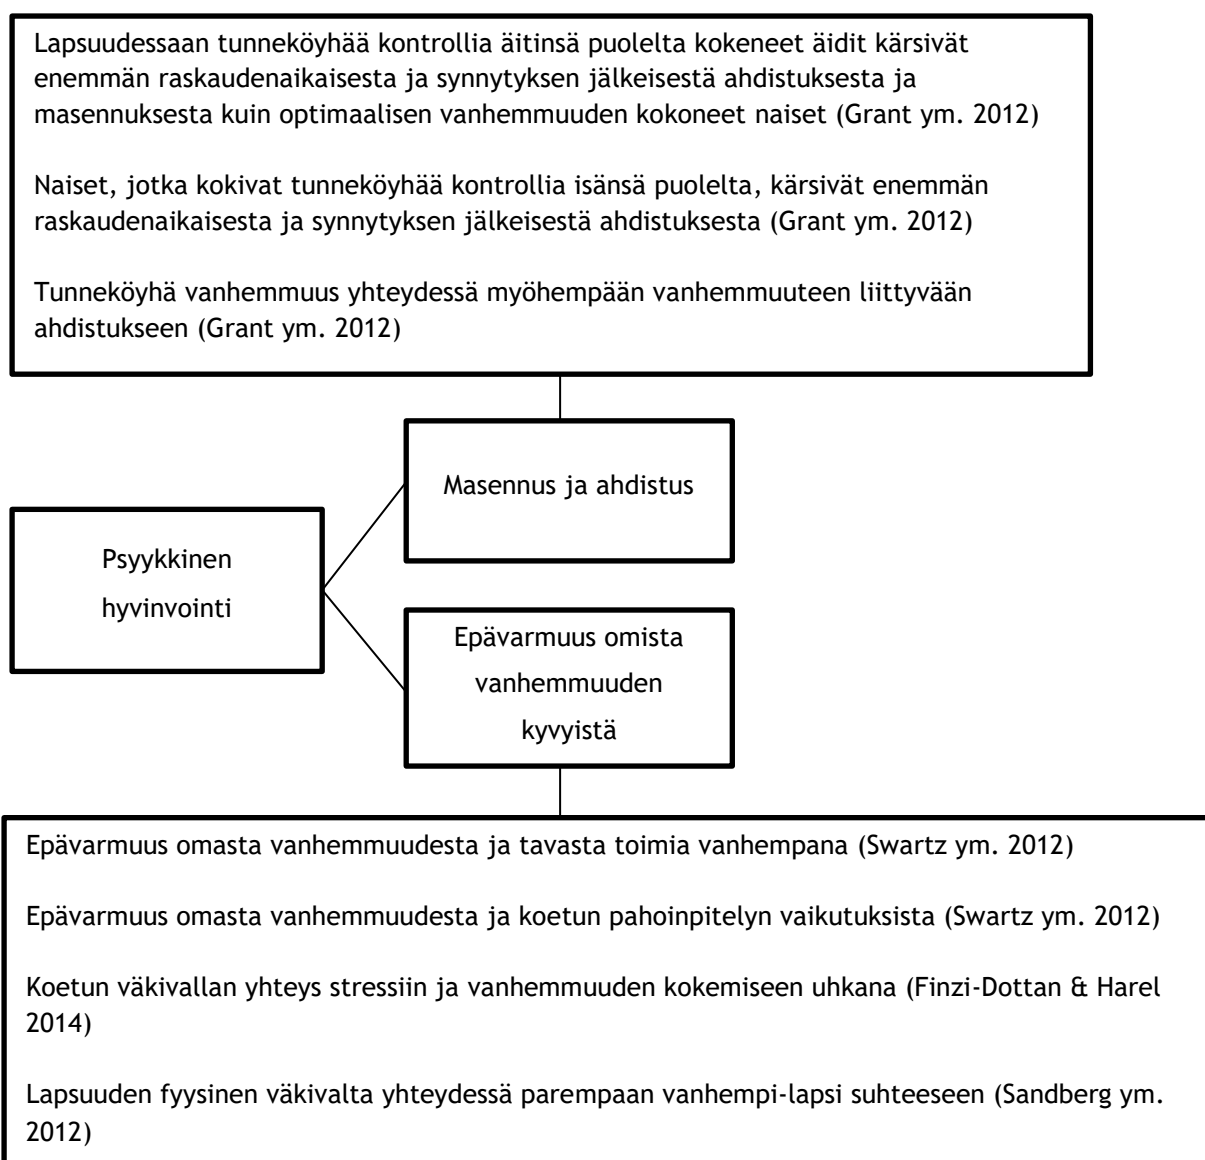 Lapsuudessaan tunneköyhää kontrollia äitinsä puolelta kokeneet äidit kärsivät
enemmän raskaudenaikaisesta ja synnytyksen jälkeisestä ahdistuksesta ja
masennuksesta kuin optimaalisen vanhemmuuden kokoneet naiset (Grant ym. 2012)
Naiset, jotka kokivat tunneköyhää kontrollia isänsä puolelta, kärsivät enemmän
raskaudenaikaisesta ja synnytyksen jälkeisestä ahdistuksesta (Grant ym. 2012)
Tunneköyhä vanhemmuus yhteydessä myöhempään vanhemmuuteen liittyvään
ahdistukseen (Grant ym. 2012)
Masennus ja ahdistus
Psyykkinen
hyvinvointi
Epävarmuus omista
vanhemmuuden
kyvyistä
Epävarmuus omasta vanhemmuudesta ja tavasta toimia vanhempana (Swartz ym. 2012)
Epävarmuus omasta vanhemmuudesta ja koetun pahoinpitelyn vaikutuksista (Swartz ym. 2012)
Koetun väkivallan yhteys stressiin ja vanhemmuuden kokemiseen uhkana (Finzi-Dottan & Harel
2014)
Lapsuuden fyysinen väkivalta yhteydessä parempaan vanhempi-lapsi suhteeseen (Sandberg ym.
2012)